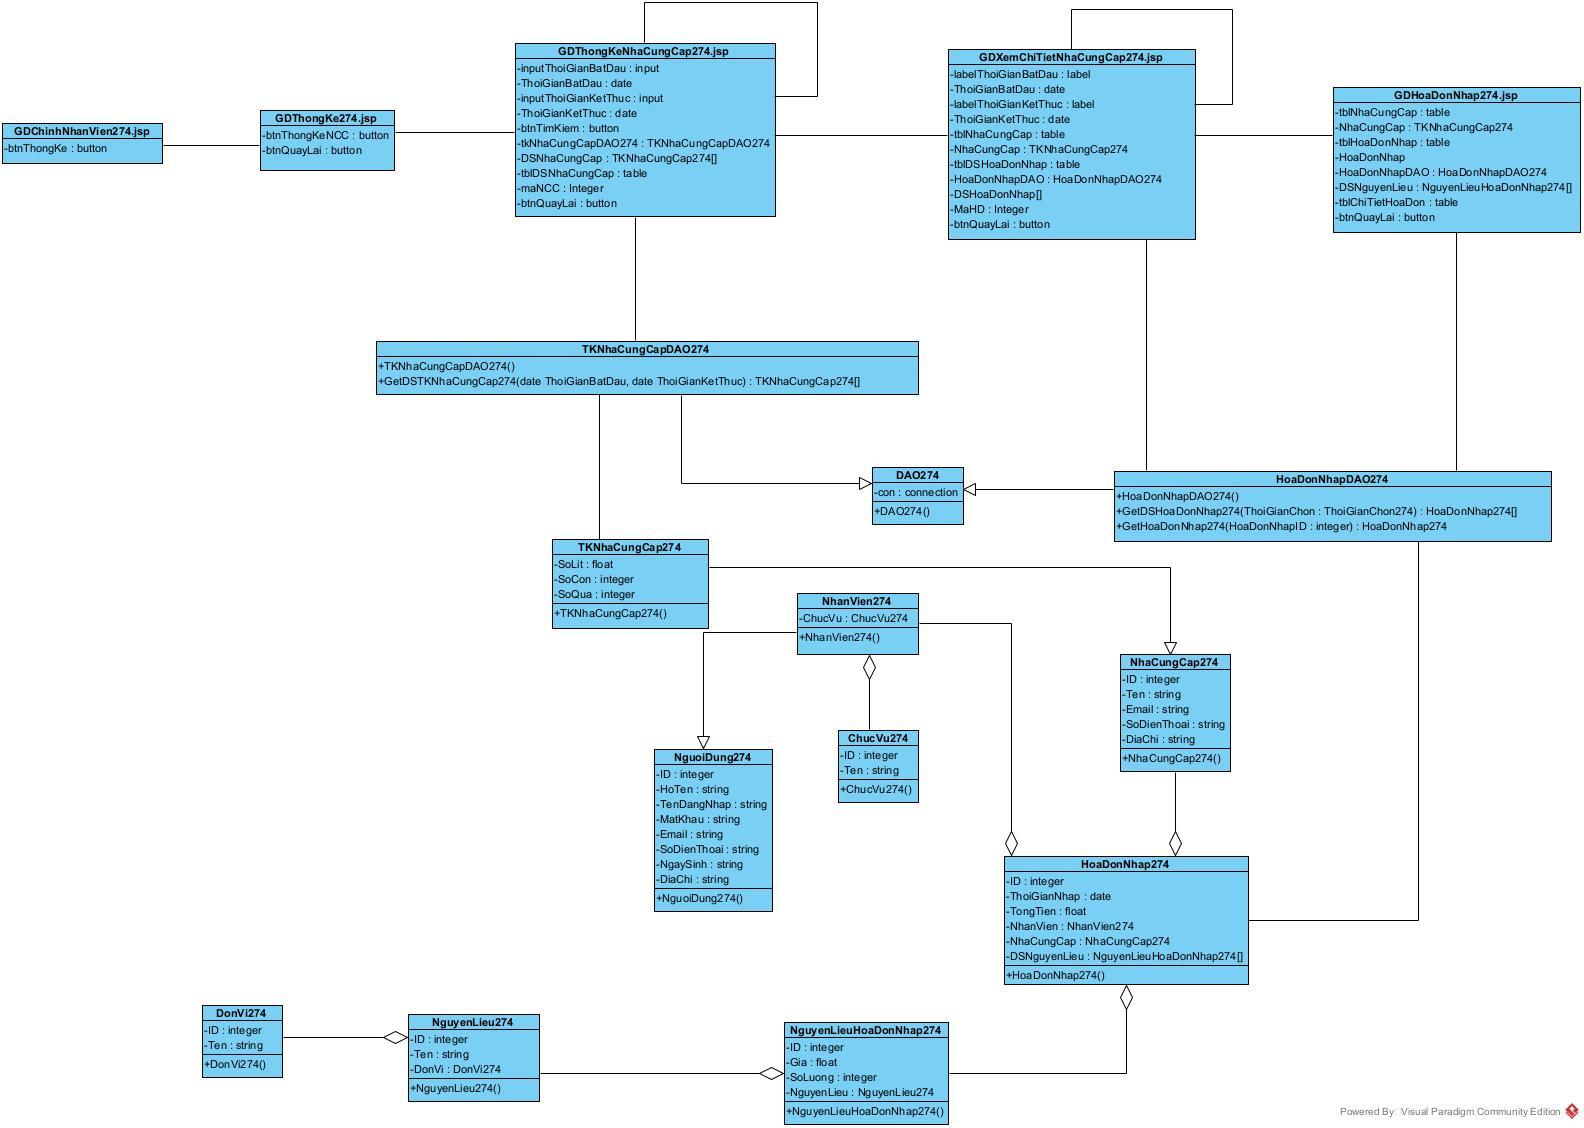 GDChinhNhanVien274.jsp
-btnThongKe : button
GDThongKe274.jsp
-btnThongKeNCC : button
-btnQuayLai : button
GDThongKeNhaCungCap274.jsp
-inputThoiGianBatDau : input
-ThoiGianBatDau : date
-inputThoiGianKetThuc : input
-ThoiGianKetThuc : date
-btnTimKiem : button
-tkNhaCungCapDAO274 : TKNhaCungCapDAO274
-DSNhaCungCap : TKNhaCungCap274[]
-tblDSNhaCungCap : table
-maNCC : Integer
-btnQuayLai : button
GDXemChiTietNhaCungCap274.jsp
-labelThoiGianBatDau : label
-ThoiGianBatDau : date
-labelThoiGianKetThuc : label
-ThoiGianKetThuc : date
-tblNhaCungCap : table
-NhaCungCap : TKNhaCungCap274
-tblDSHoaDonNhap : table
-HoaDonNhapDAO : HoaDonNhapDAO274
-DSHoaDonNhap[]
-MaHD : Integer
-btnQuayLai : button
GDHoaDonNhap274.jsp
-tblNhaCungCap : table
-NhaCungCap : TKNhaCungCap274
-tblHoaDonNhap : table
-HoaDonNhap
-HoaDonNhapDAO : HoaDonNhapDAO274
-DSNguyenLieu : NguyenLieuHoaDonNhap274[]
-tblChiTietHoaDon : table
-btnQuayLai : button
TKNhaCungCapDAO274
+TKNhaCungCapDAO274()
+GetDSTKNhaCungCap274(date ThoiGianBatDau, date ThoiGianKetThuc) : TKNhaCungCap274[]
DAO274
-con : connection
+DAO274()
HoaDonNhapDAO274
+HoaDonNhapDAO274()
+GetDSHoaDonNhap274(ThoiGianChon : ThoiGianChon274) : HoaDonNhap274[]
+GetHoaDonNhap274(HoaDonNhapID : integer) : HoaDonNhap274
TKNhaCungCap274
-SoLit : float
-SoCon : integer
-SoQua : integer
+TKNhaCungCap274()
NhanVien274
-ChucVu : ChucVu274
+NhanVien274()
NhaCungCap274
-ID : integer
-Ten : string
-Email : string
-SoDienThoai : string
-DiaChi : string
+NhaCungCap274()
ChucVu274
-ID : integer
-Ten : string
+ChucVu274()
NguoiDung274
-ID : integer
-HoTen : string
-TenDangNhap : string
-MatKhau : string
-Email : string
-SoDienThoai : string
-NgaySinh : string
-DiaChi : string
+NguoiDung274()
HoaDonNhap274
-ID : integer
-ThoiGianNhap : date
-TongTien : float
-NhanVien : NhanVien274
-NhaCungCap : NhaCungCap274
-DSNguyenLieu : NguyenLieuHoaDonNhap274[]
+HoaDonNhap274()
DonVi274
-ID : integer
-Ten : string
+DonVi274()
NguyenLieu274
-ID : integer
-Ten : string
-DonVi : DonVi274
+NguyenLieu274()
NguyenLieuHoaDonNhap274
-ID : integer
-Gia : float
-SoLuong : integer
-NguyenLieu : NguyenLieu274
+NguyenLieuHoaDonNhap274()
Powered By Visual Paradigm Community Edition